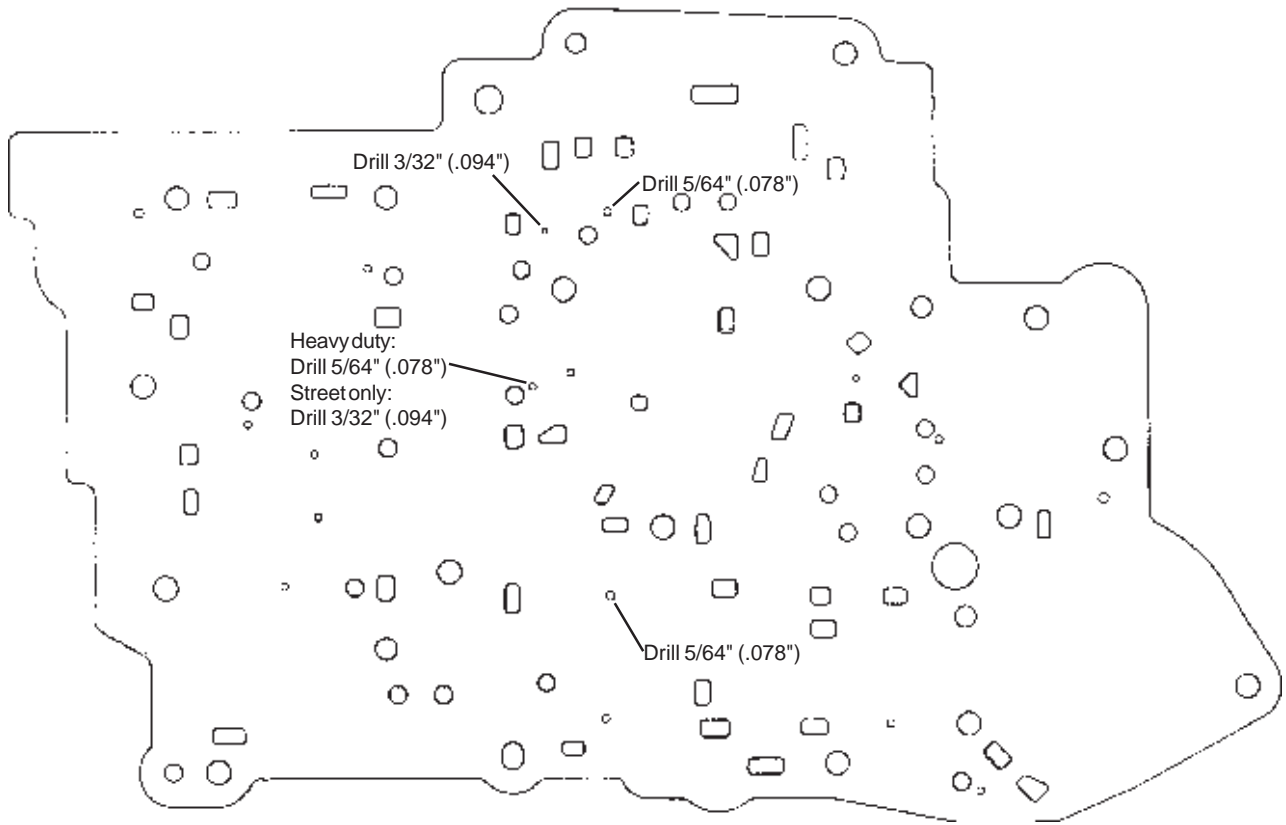 Drill 3/32" (.094")
Drill 5/64" (.078")
Heavy duty:
Drill 5/64" (.078")
Street only:
Drill 3/32" (.094")
Drill 5/64" (.078")